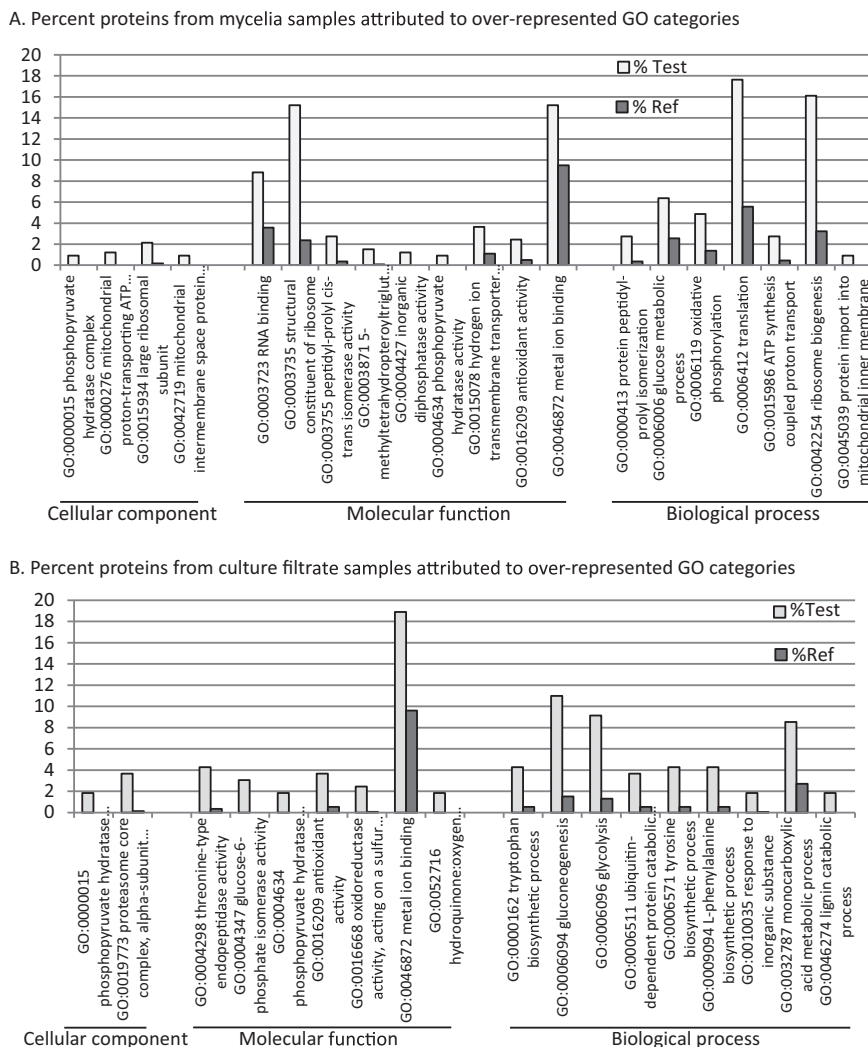 A. Percent proteins from mycelia samples attributed to over-represented GO categories
20
18
16
14
12
10
8
6
4
2
0
% Test
% Ref
GO:0000015 phosphopyruvate
hydratase complex
GO:0000276 mitochondrial
proton-transporting ATP...
GO:0015934 large ribosomal
subunit
GO:0042719 mitochondrial
intermembrane space protein...
GO:0003723 RNA binding
GO:0003735 structural
constituent of ribosome
GO:0003755 peptidyl-prolyl cis-
trans isomerase activity
GO:0003871 5-
methyltetrahydropteroyltriglut...
GO:0004427 inorganic
diphosphatase activity
GO:0004634 phosphopyruvate
hydratase activity
GO:0015078 hydrogen ion
transmembrane transporter...
GO:0016209 antioxidant activity
GO:0046872 metal ion binding
GO:0000413 protein peptidyl-
prolyl isomerization
GO:0006006 glucose metabolic
process
GO:0006119 oxidative
phosphorylation
GO:0006412 translation
GO:0015986 ATP synthesis
coupled proton transport
GO:0042254 ribosome biogenesis
GO:0045039 protein import into
mitochondrial inner membrane
Cellular component
Molecular function
Biological process
B. Percent proteins from culture filtrate samples attributed to over-represented GO categories
20
18
16
14
12
10
8
6
4
2
0
%Test
%Ref
GO:0000015
phosphopyruvate hydratase...
GO:0019773 proteasome core
complex, alpha-subunit...
GO:0004298 threonine-type
endopeptidase activity
GO:0004347 glucose-6-
phosphate isomerase activity
GO:0004634
phosphopyruvate hydratase...
GO:0016209 antioxidant
activity
GO:0016668 oxidoreductase
activity, acting on a sulfur...
GO:0046872 metal ion binding
GO:0052716
hydroquinone:oxygen...
GO:0000162 tryptophan
biosynthetic process
GO:0006094 gluconeogenesis
GO:0006096 glycolysis
GO:0006511 ubiquitin-
dependent protein catabolic...
GO:0006571 tyrosine
biosynthetic process
GO:0009094 L-phenylalanine
biosynthetic process
GO:0010035 response to
inorganic substance
GO:0032787 monocarboxylic
acid metabolic process
GO:0046274 lignin catabolic
process
Cellular component
Molecular function
Biological process